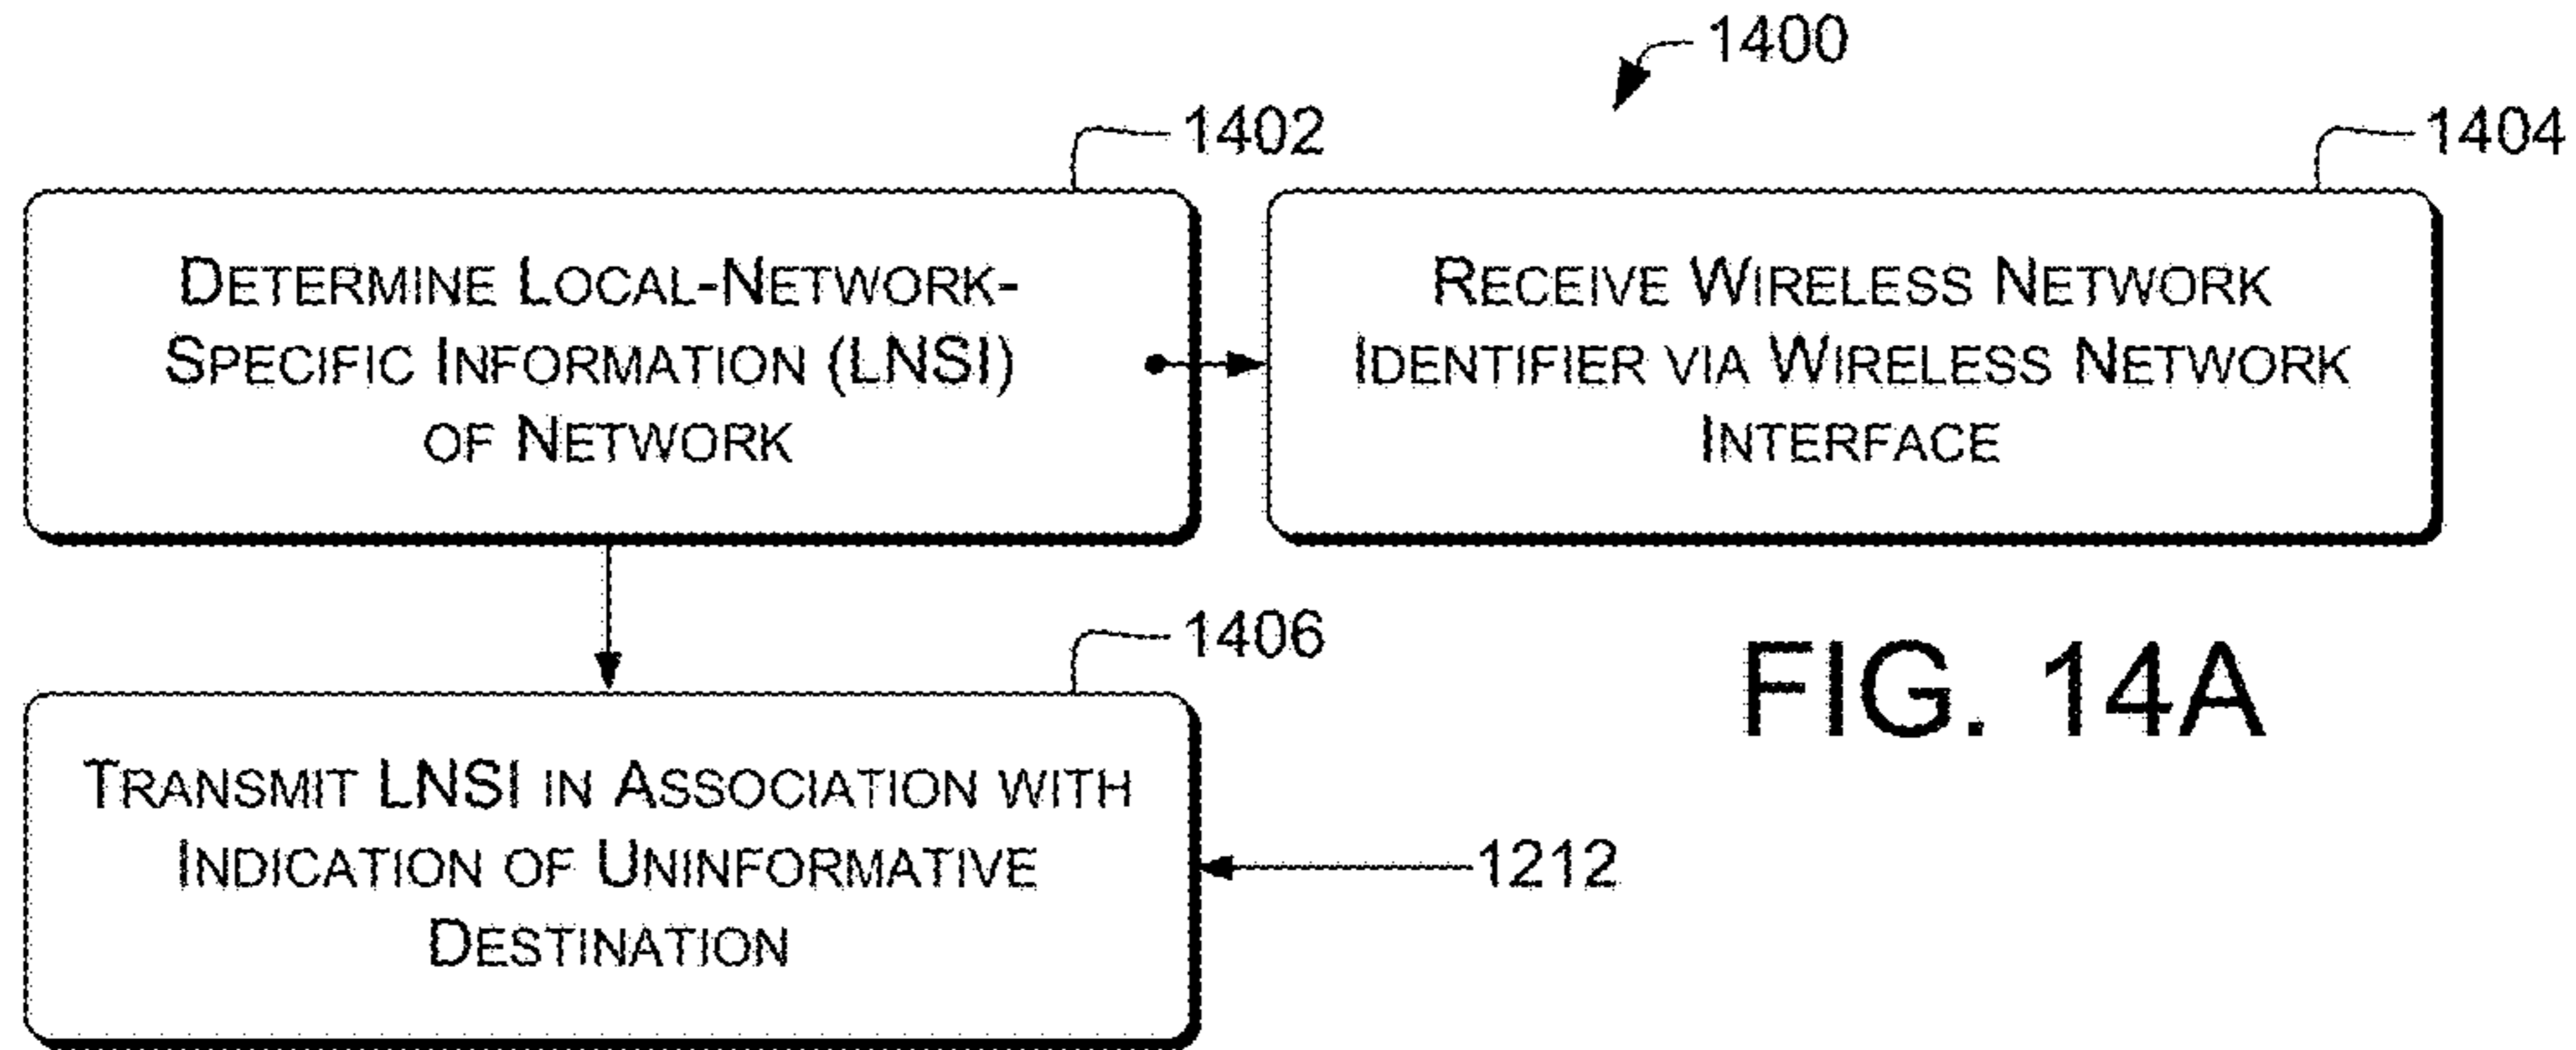 1400
1402
1404
DETERMINE LOCAL-NETWORK-
SPECIFIC INFORMATION (LNSI)
OF NETWORK
RECEIVE WIRELESS NETWORK
IDENTIFIER VIA WIRELESS NETWORK
INTERFACE
1406
TRANSMIT LNSI IN ASSOCIATION WITH
INDICATION OF UNINFORMATIVE
DESTINATION
1212
FIG. 14A